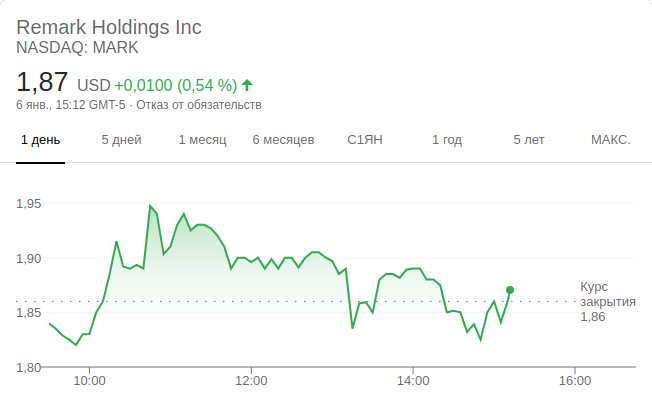 Remark Holdings Inc
NASDAQ: MARK
1,87 USD +0,0100 (0,54 %)
6 янв., 15:12 GMT-5 · Отказ от обязательств
1 день 5 дней 1 месяц 6 месяцев С1ЯН 1 год 5 лет МАКС.
1,95
1,90
1,85
1,80
Курс
закрытия
1,86
10:00 12:00 14:00 16:00